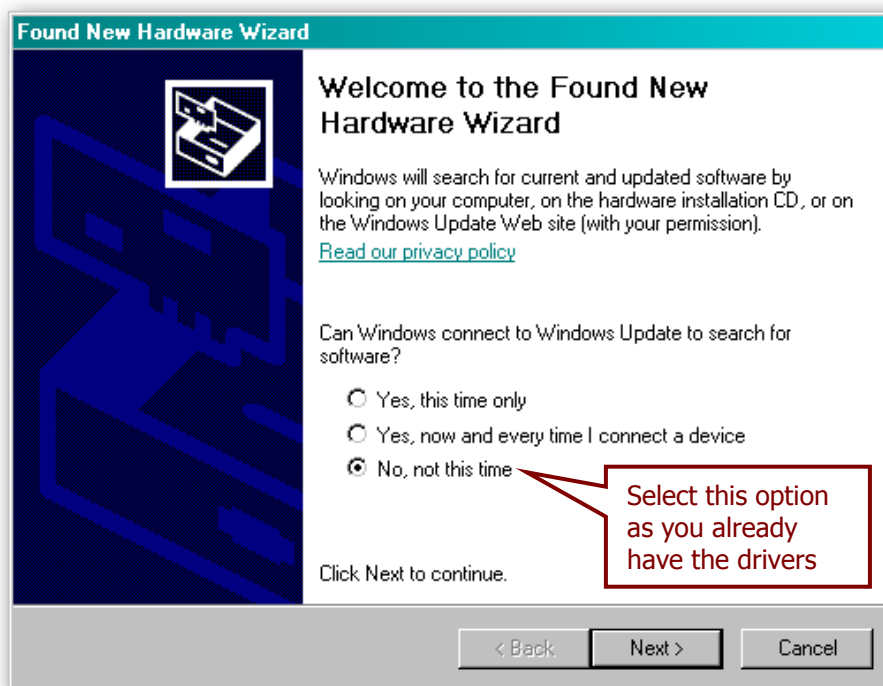 Found New Hardware Wizard
Welcome to the Found New
Hardware Wizard
Windows will search for current and updated software by
looking on your computer, on the hardware installation CD, or on
the Windows Update Web site (with your permission).
Read our privacy policy
Can Windows connect to Windows Update to search for
software?
Yes, this time only
Yes, now and every time I connect a device
No, not this time
Select this option
as you already
have the drivers
Click Next to continue.
< Back
Next >
Cancel